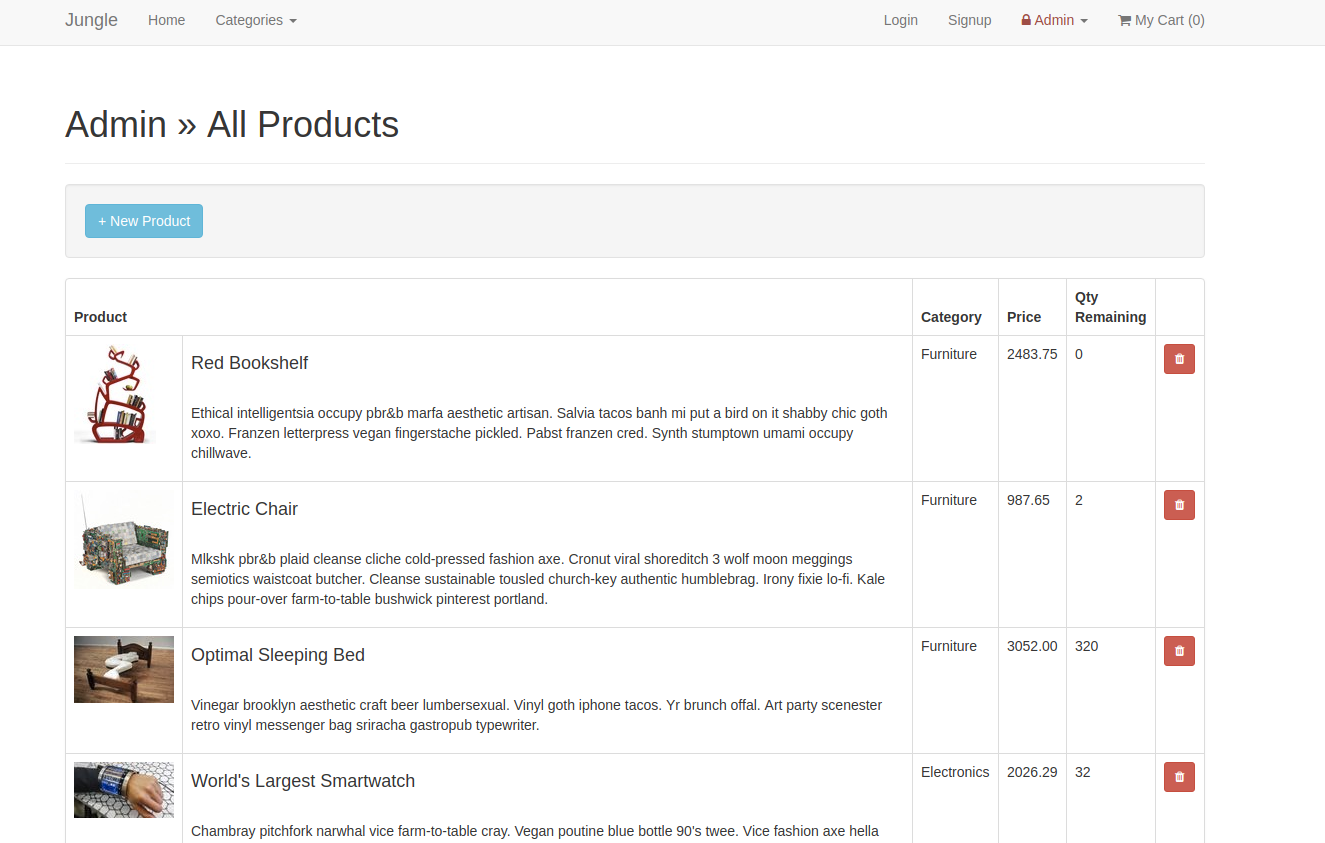 Jungle Home Categories Login Signup Admin My Cart (0)
Admin » All Products
+ New Product
Product Category Price Qty Remaining
Red Bookshelf
Furniture 2483.75 0
Ethical intelligentsia occupy pbr&b marfa aesthetic artisan. Salvia tacos banh mi put a bird on it shabby chic goth
xoxo. Franzen letterpress vegan fingerstache pickled. Pabst franzen cred. Synth stumptown umami occupy
chillwave.
Electric Chair
Furniture 987.65 2
Mlkshk pbr&b plaid cleanse cliche cold-pressed fashion axe. Cronut viral shoreditch 3 wolf moon meggings
semiotics waistcoat butcher. Cleanse sustainable tousled church-key authentic humblebrag. Irony fixie lo-fi. Kale
chips pour-over farm-to-table bushwick pinterest portland.
Optimal Sleeping Bed
Furniture 3052.00 320
Vinegar brooklyn aesthetic craft beer lumbersexual. Vinyl goth iphone tacos. Yr brunch offal. Art party scenester
retro vinyl messenger bag sriracha gastropub typewriter.
World's Largest Smartwatch
Electronics 2026.29 32
Chambray pitchfork narwhal vice farm-to-table cray. Vegan poutine blue bottle 90's twee. Vice fashion axe hella